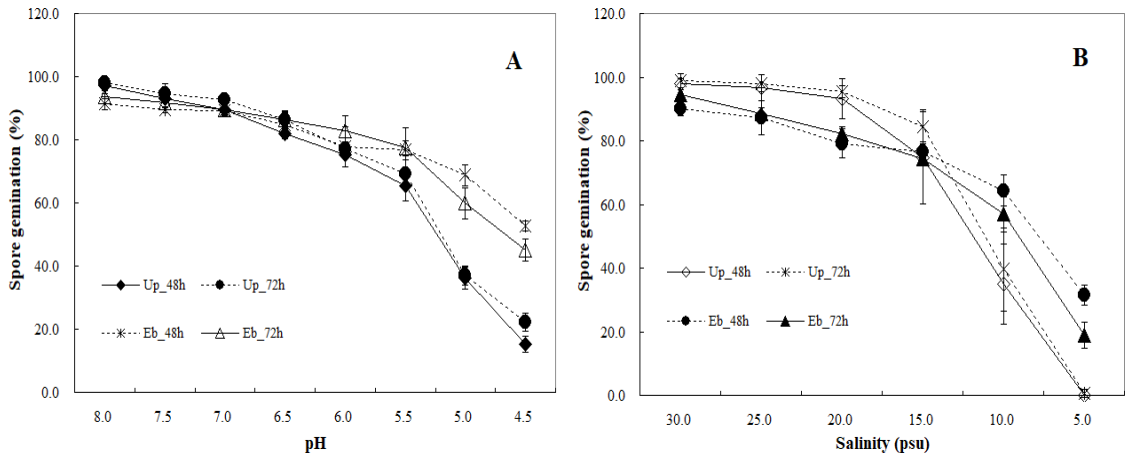 120.0
100.0
80.0
60.0
40.0
20.0
0.0
Spore gemination (%)
A
Up_48h
Up_72h
Eb_48h
Eb_72h
8.0 7.5 7.0 6.5 6.0 5.5 5.0 4.5
pH
120.0
100.0
80.0
60.0
40.0
20.0
0.0
Spore gemination (%)
B
Up_48h
Up_72h
Eb_48h
Eb_72h
30.0 25.0 20.0 15.0 10.0 5.0
Salinity (psu)